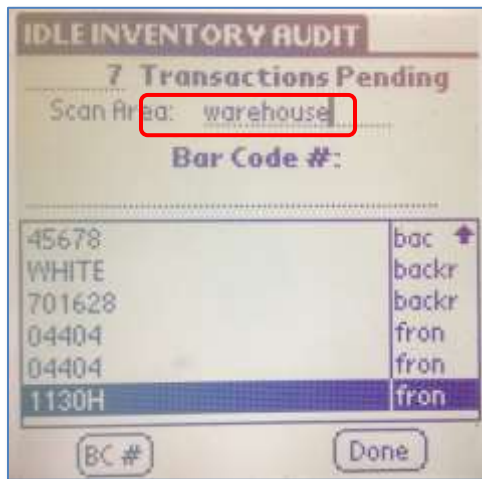 IDLE INVENTORY AUDIT
7 Transactions Pending
Scan Area: warehouse
Bar Code #:
45678 bac
WHITE backr
701628 backr
04404 fron
04404 fron
1130H fron
BC # Done